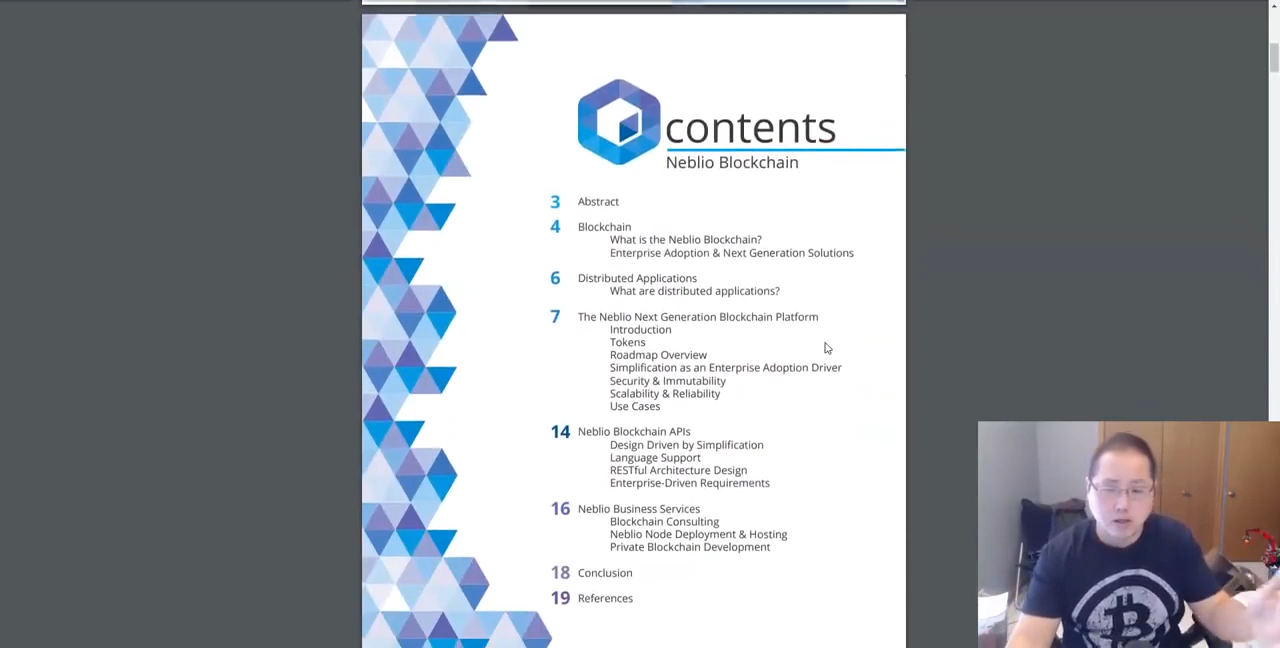 contents
Neblio Blockchain
3 Abstract
4 Blockchain
What is the Neblio Blockchain?
Enterprise Adoption & Next Generation Solutions
6 Distributed Applications
What are distributed applications?
7 The Neblio Next Generation Blockchain Platform
Introduction
Tokens
Roadmap Overview
Simplification as an Enterprise Adoption Driver
Security & Immutability
Scalability & Reliability
Use Cases
14 Neblio Blockchain APIs
Design Driven by Simplification
Language Support
RESTful Architecture Design
Enterprise-Driven Requirements
16 Neblio Business Services
Blockchain Consulting
Neblio Node Deployment & Hosting
Private Blockchain Development
18 Conclusion
19 References